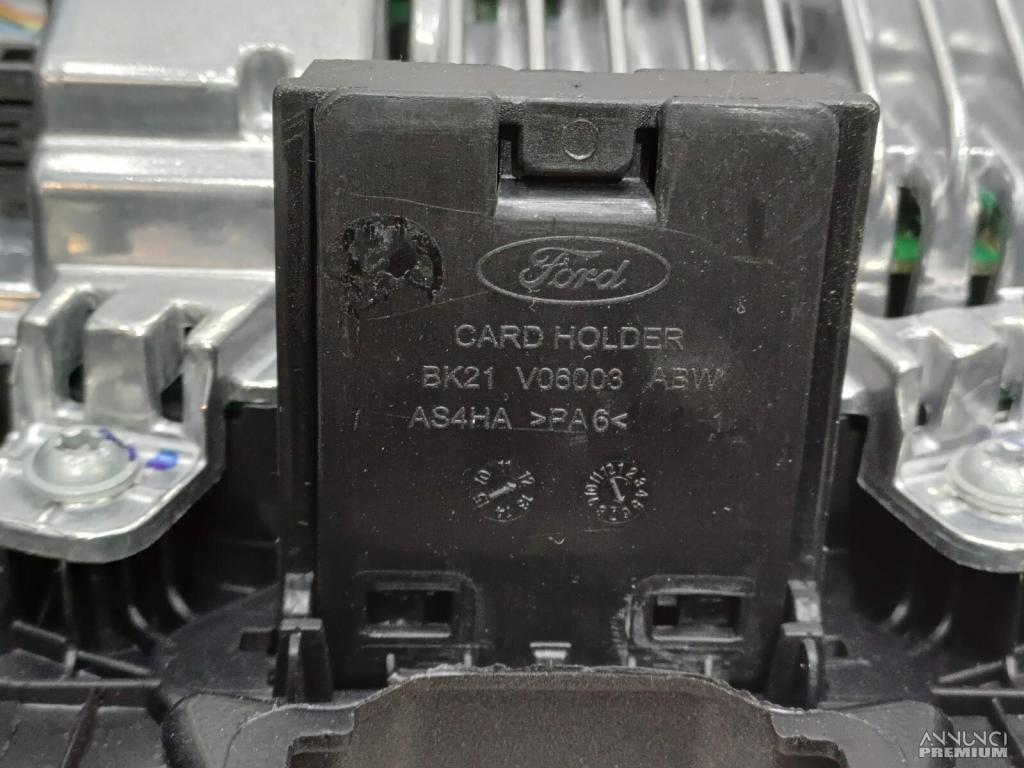 Ford
CARD HOLDER
BK21 V06003 ABW
AS4HA >PA6<
ANNUNCI
PREMIUM